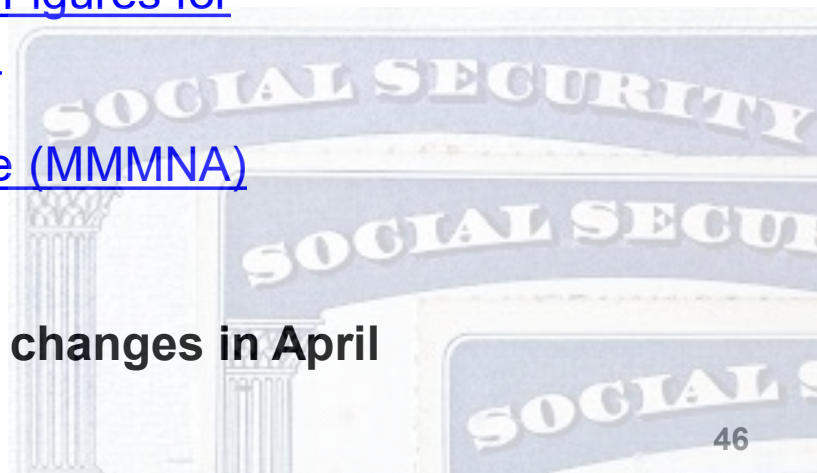 Figures for
SOCIAL SECURITY
e (MMMNA)
SOCIAL SECU
changes in April
SOCIAL
46